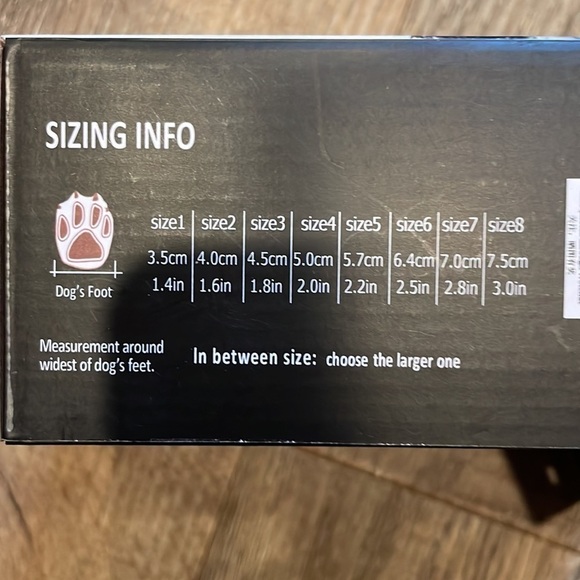 SIZING INFO
size1 size2 size3 size4 size5 size6 size7 size8
3.5cm 4.0cm 4.5cm 5.0cm 5.7cm 6.4cm 7.0cm 7.5cm
1.4in 1.6in 1.8in 2.0in 2.2in 2.5in 2.8in 3.0in
Dog's Foot
Measurement around
widest of dog's feet.
In between size: choose the larger one